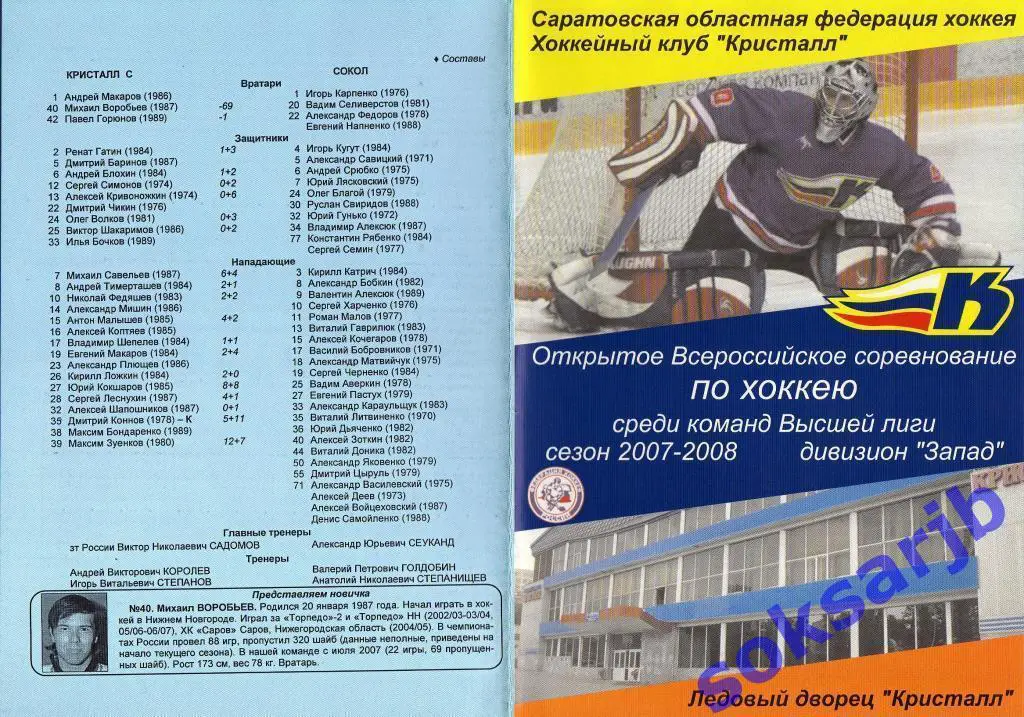 ♦ Составы
КРИСТАЛЛ С
СОКОЛ
Вратари
1 Андрей Макаров (1986)
40 Михаил Воробьев (1987) -69
42 Павел Горюнов (1989) -1
1 Игорь Карпенко (1976)
20 Вадим Селиверстов (1981)
22 Александр Федоров (1978)
Евгений Напненко (1988)
Защитники
2 Ренат Гатин (1984) 1+3
5 Дмитрий Баринов (1987)
6 Андрей Блохин (1984) 1+2
12 Сергей Симонов (1974) 0+2
13 Алексей Кривоножкин (1974) 0+6
22 Дмитрий Чикин (1976)
24 Олег Волков (1981) 0+3
25 Виктор Шакаримов (1986) 0+2
33 Илья Бочков (1989)
4 Игорь Кугут (1984)
5 Александр Савицкий (1971)
6 Андрей Срюбко (1975)
7 Юрий Лясковский (1975)
24 Олег Благой (1979)
30 Руслан Свиридов (1988)
32 Юрий Гунько (1972)
34 Владимир Алексюк (1987)
77 Константин Рябенко (1984)
Сергей Семин (1977)
Нападающие
7 Михаил Савельев (1987) 6+4
8 Андрей Тимерташев (1987) 2+1
10 Николай Федяшев (1983) 2+2
14 Александр Мишин (1986)
15 Антон Малышев (1985) 4+2
16 Алексей Коптяев (1985)
17 Владимир Шепелев (1984) 1+1
19 Евгений Макаров (1984) 2+4
23 Александр Плющев (1986)
26 Кирилл Ложкин (1984) 2+0
27 Юрий Кокшаров (1985) 8+8
28 Сергей Леснухин (1987) 4+1
32 Алексей Шапошников (1987) 0+1
35 Дмитрий Коннов (1978) – К 5+11
38 Максим Бондаренко (1989)
39 Максим Зуенков (1980) 12+7
3 Кирилл Катрич (1984)
8 Александр Бобкин (1982)
9 Валентин Алексюк (1989)
10 Сергей Харченко (1976)
11 Роман Малов (1977)
13 Виталий Гаврилюк (1983)
15 Алексей Кочегаров (1978)
17 Василий Бобровников (1971)
18 Александр Матвийчук (1975)
19 Сергей Черненко (1984)
25 Вадим Аверкин (1978)
27 Евгений Пастух (1979)
33 Александр Караульщук (1983)
35 Виталий Литвиненко (1970)
36 Юрий Дьяченко (1982)
40 Алексей Зоткин (1982)
44 Виталий Доника (1982)
50 Александр Яковенко (1979)
55 Дмитрий Цыруль (1979)
71 Александр Василевский (1975)
Алексей Деев (1973)
Алексей Войцеховский (1987)
Денис Самойленко (1988)
Главные тренеры
зт России Виктор Николаевич САДОМОВ
Александр Юрьевич СЕУКАНД
Тренеры
Андрей Викторович КОРОЛЕВ
Игорь Витальевич СТЕПАНОВ
Валерий Петрович ГОЛДОБИН
Анатолий Николаевич СТЕПАНИЩЕВ
Представляем новичка
№40. Михаил ВОРОБЬЕВ. Родился 20 января 1987 года. Начал играть в хок-
кей в Нижнем Новгороде. Играл за «Торпедо»-2 и «Торпедо» НН (2002/03-03/04,
05/06-06/07), ХК «Саров» Саров, Нижегородская область (2004/05). В чемпиона-
тах России провел 88 игр, пропустил 320 шайб (данные неполные, приведены на
начало текущего сезона). В нашей команде с июля 2007 (22 игры, 69 пропущен-
ных шайб). Рост 173 см, вес 78 кг. Вратарь.
Саратовская областная федерация хоккея
Хоккейный клуб "Кристалл"
К
Открытое Всероссийское соревнование
по хоккею
среди команд Высшей лиги
сезон 2007-2008 дивизион "Запад"
КРИ
Ледовый дворец "Кристалл"
soksarjb